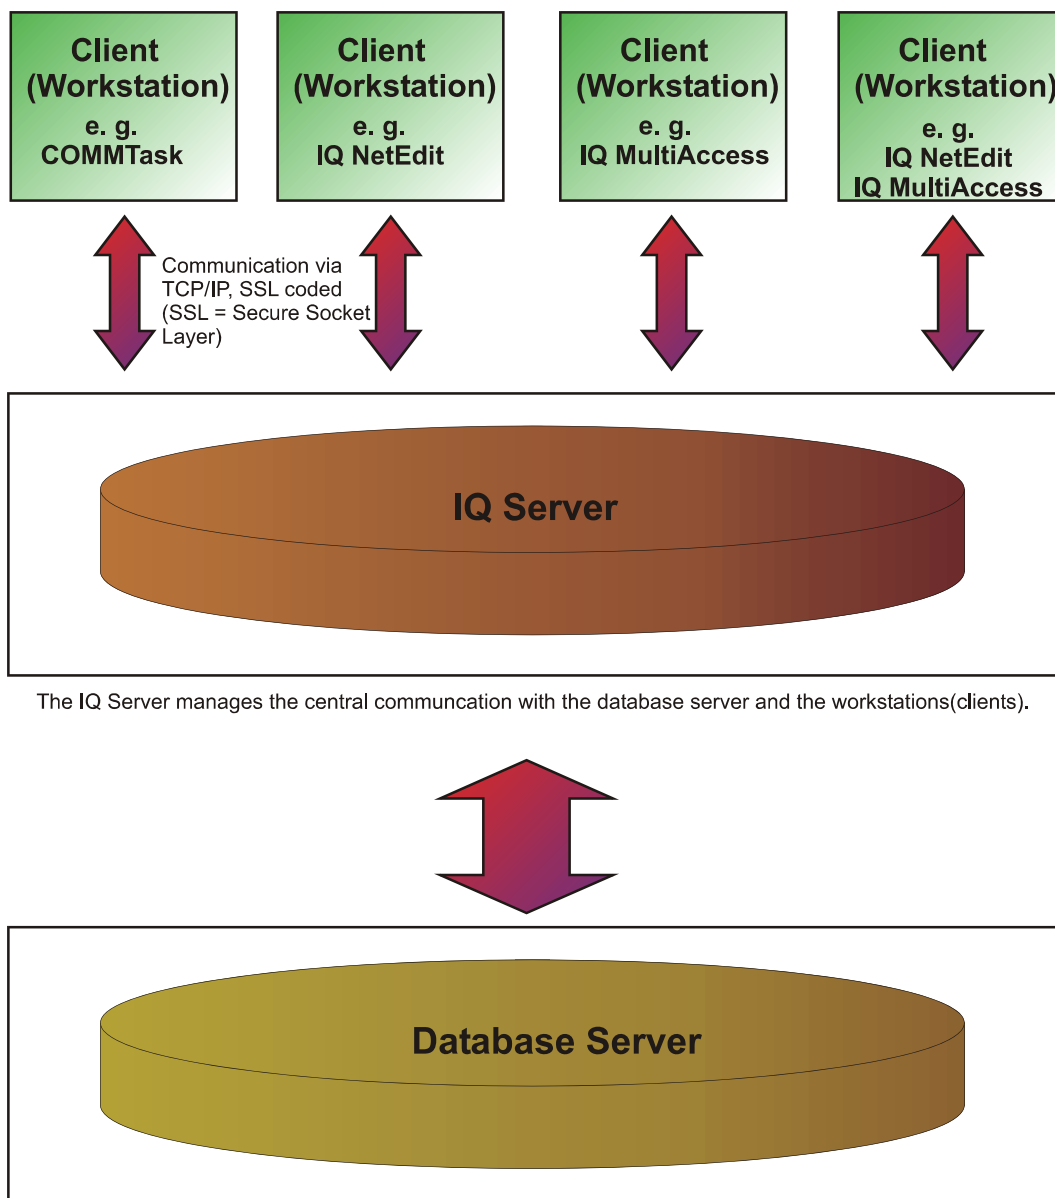 Client
(Workstation)
e. g.
COMMTask
Client
(Workstation)
e. g.
IQ NetEdit
Client
(Workstation)
e. g.
IQ MultiAccess
Client
(Workstation)
e. g.
IQ NetEdit
IQ MultiAccess
Communication via
TCP/IP, SSL coded
(SSL = Secure Socket
Layer)
IQ Server
The IQ Server manages the central communcation with the database server and the workstations(clients).
Database Server